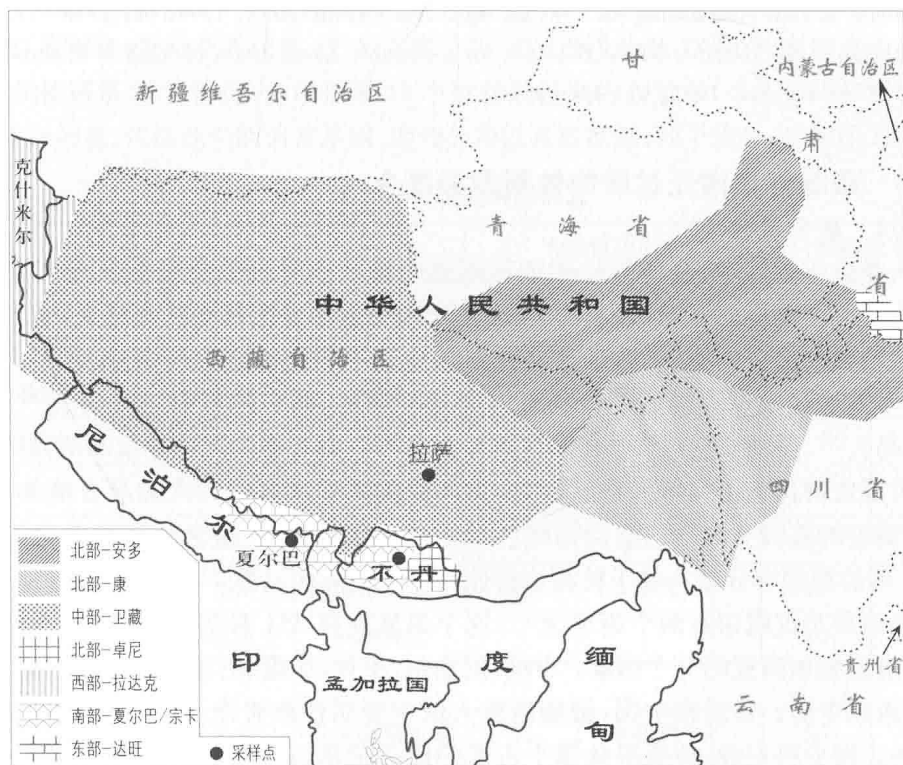 甘
内蒙古自治区
新疆维吾尔自治区
肃
克什米尔
青海省
省
中华人民共和国
西藏自治区
拉萨
尼泊尔
四川省
夏尔巴
不丹
北部-安多
北部-康
中部-卫藏
北部-卓尼
西部-拉达克
南部-夏尔巴/宗卡
东部-达旺
采样点
印度
缅甸
孟加拉国
贵州省
云南省